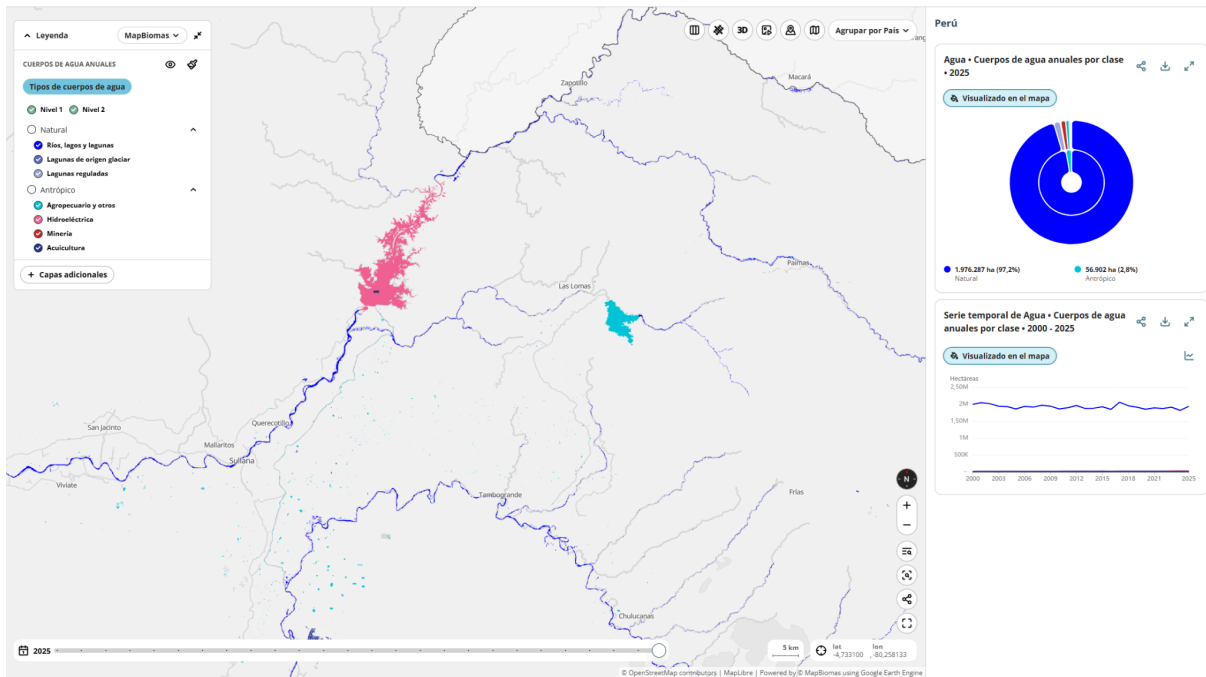 Leyenda
MapBiomas
CUERPOS DE AGUA ANUALES
Tipos de cuerpos de agua
Nivel 1 Nivel 2
Natural
Ríos, lagos y lagunas
Lagunas de origen glaciar
Lagunas reguladas
Antrópico
Agropecuario y otros
Hidroeléctrica
Minería
Acuicultura
+ Capas adicionales
3D
Agrupar por País
Zapotillo
Macará
Paimas
Las Lomas
San Jacinto
Querecotillo
Mallaritos
Sullana
Viviate
Tambogrande
Frías
Chulucanas
N
+
−
2025
5 km
lat
-4,733100
lon
,-80,258133
© OpenStreetMap contributors | MapLibre | Powered by © MapBiomas using Google Earth Engine
Perú
Agua • Cuerpos de agua anuales por clase
• 2025
Visualizado en el mapa
1.976.287 ha (97,2%)
Natural
56.902 ha (2,8%)
Antrópico
Serie temporal de Agua • Cuerpos de agua
anuales por clase • 2000 - 2025
Visualizado en el mapa
Hectáreas
2,50M
2M
1,50M
1M
500K
-
2000 2003 2006 2009 2012 2015 2018 2021 2025